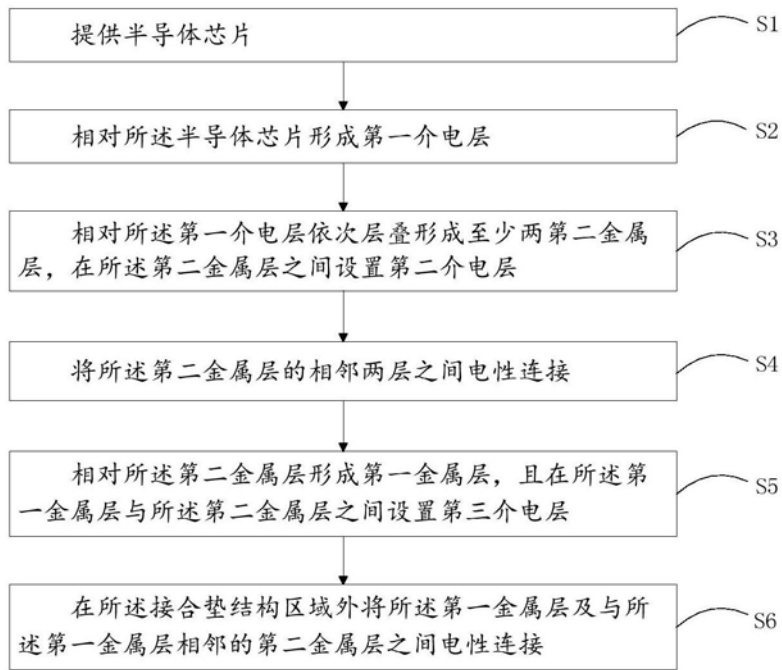 提供半导体芯片
S1
相对所述半导体芯片形成第一个电层
S2
相对所述第一个电层依次层叠形成至少两第二金属
层，在所述第二金属层之间设置第二介电层
S3
将所述第二金属层的相邻两层之间电性连接
S4
相对所述第二金属层形成第一金属层，且在所述第
一金属层与所述第二金属层之间设置第三介电层
S5
在所述接合垫结构区域外将所述第一金属层及与所
述第一金属层相邻的第二金属层之间电性连接
S6